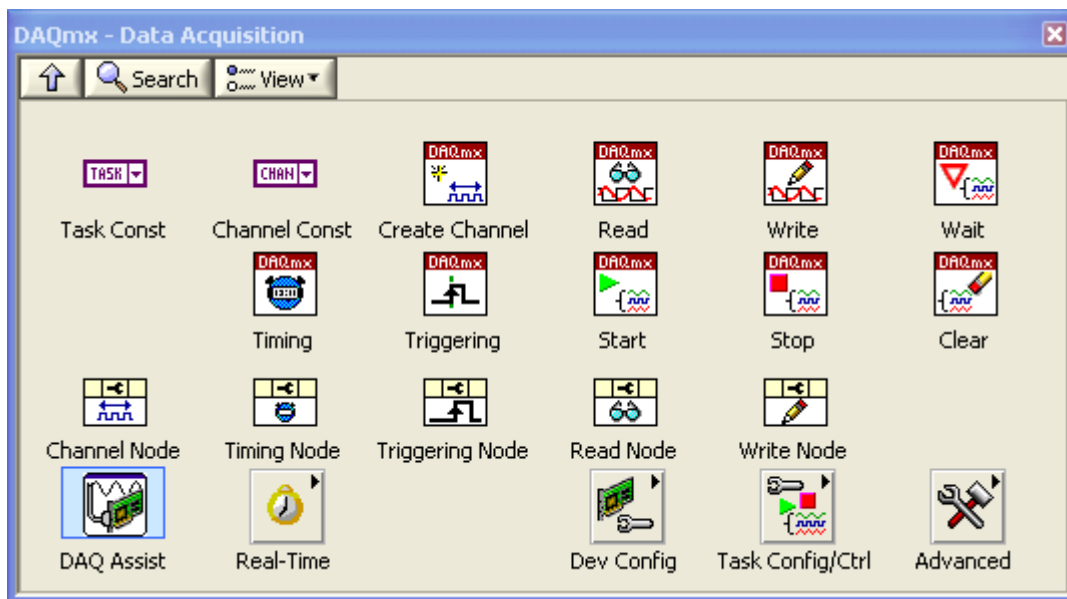 DAQmx - Data Acquisition
Search View
TASK CHAN DAQmx DAQmx DAQmx DAQmx
Task Const Channel Const Create Channel Read Write Wait
DAQmx DAQmx DAQmx DAQmx DAQmx
Timing Triggering Start Stop Clear
Channel Node Timing Node Triggering Node Read Node Write Node
DAQ Assist Real-Time Dev Config Task Config/Ctrl Advanced